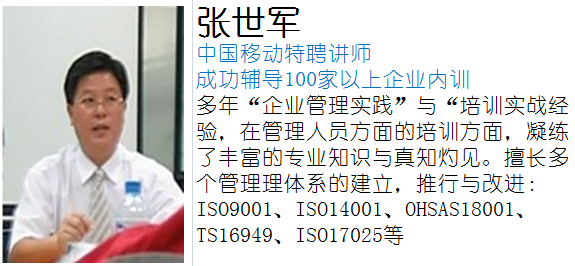 张世军
中国移动特聘讲师
成功辅导100家以上企业内训
多年“企业管理实践”与“培训实战经
验，在管理人员方面的培训方面，凝练
了丰富的专业知识与真知灼见。擅长多
个管理理体系的建立，推行与改进：
ISO9001、ISO14001、OHSAS18001、
TS16949、ISO17025等